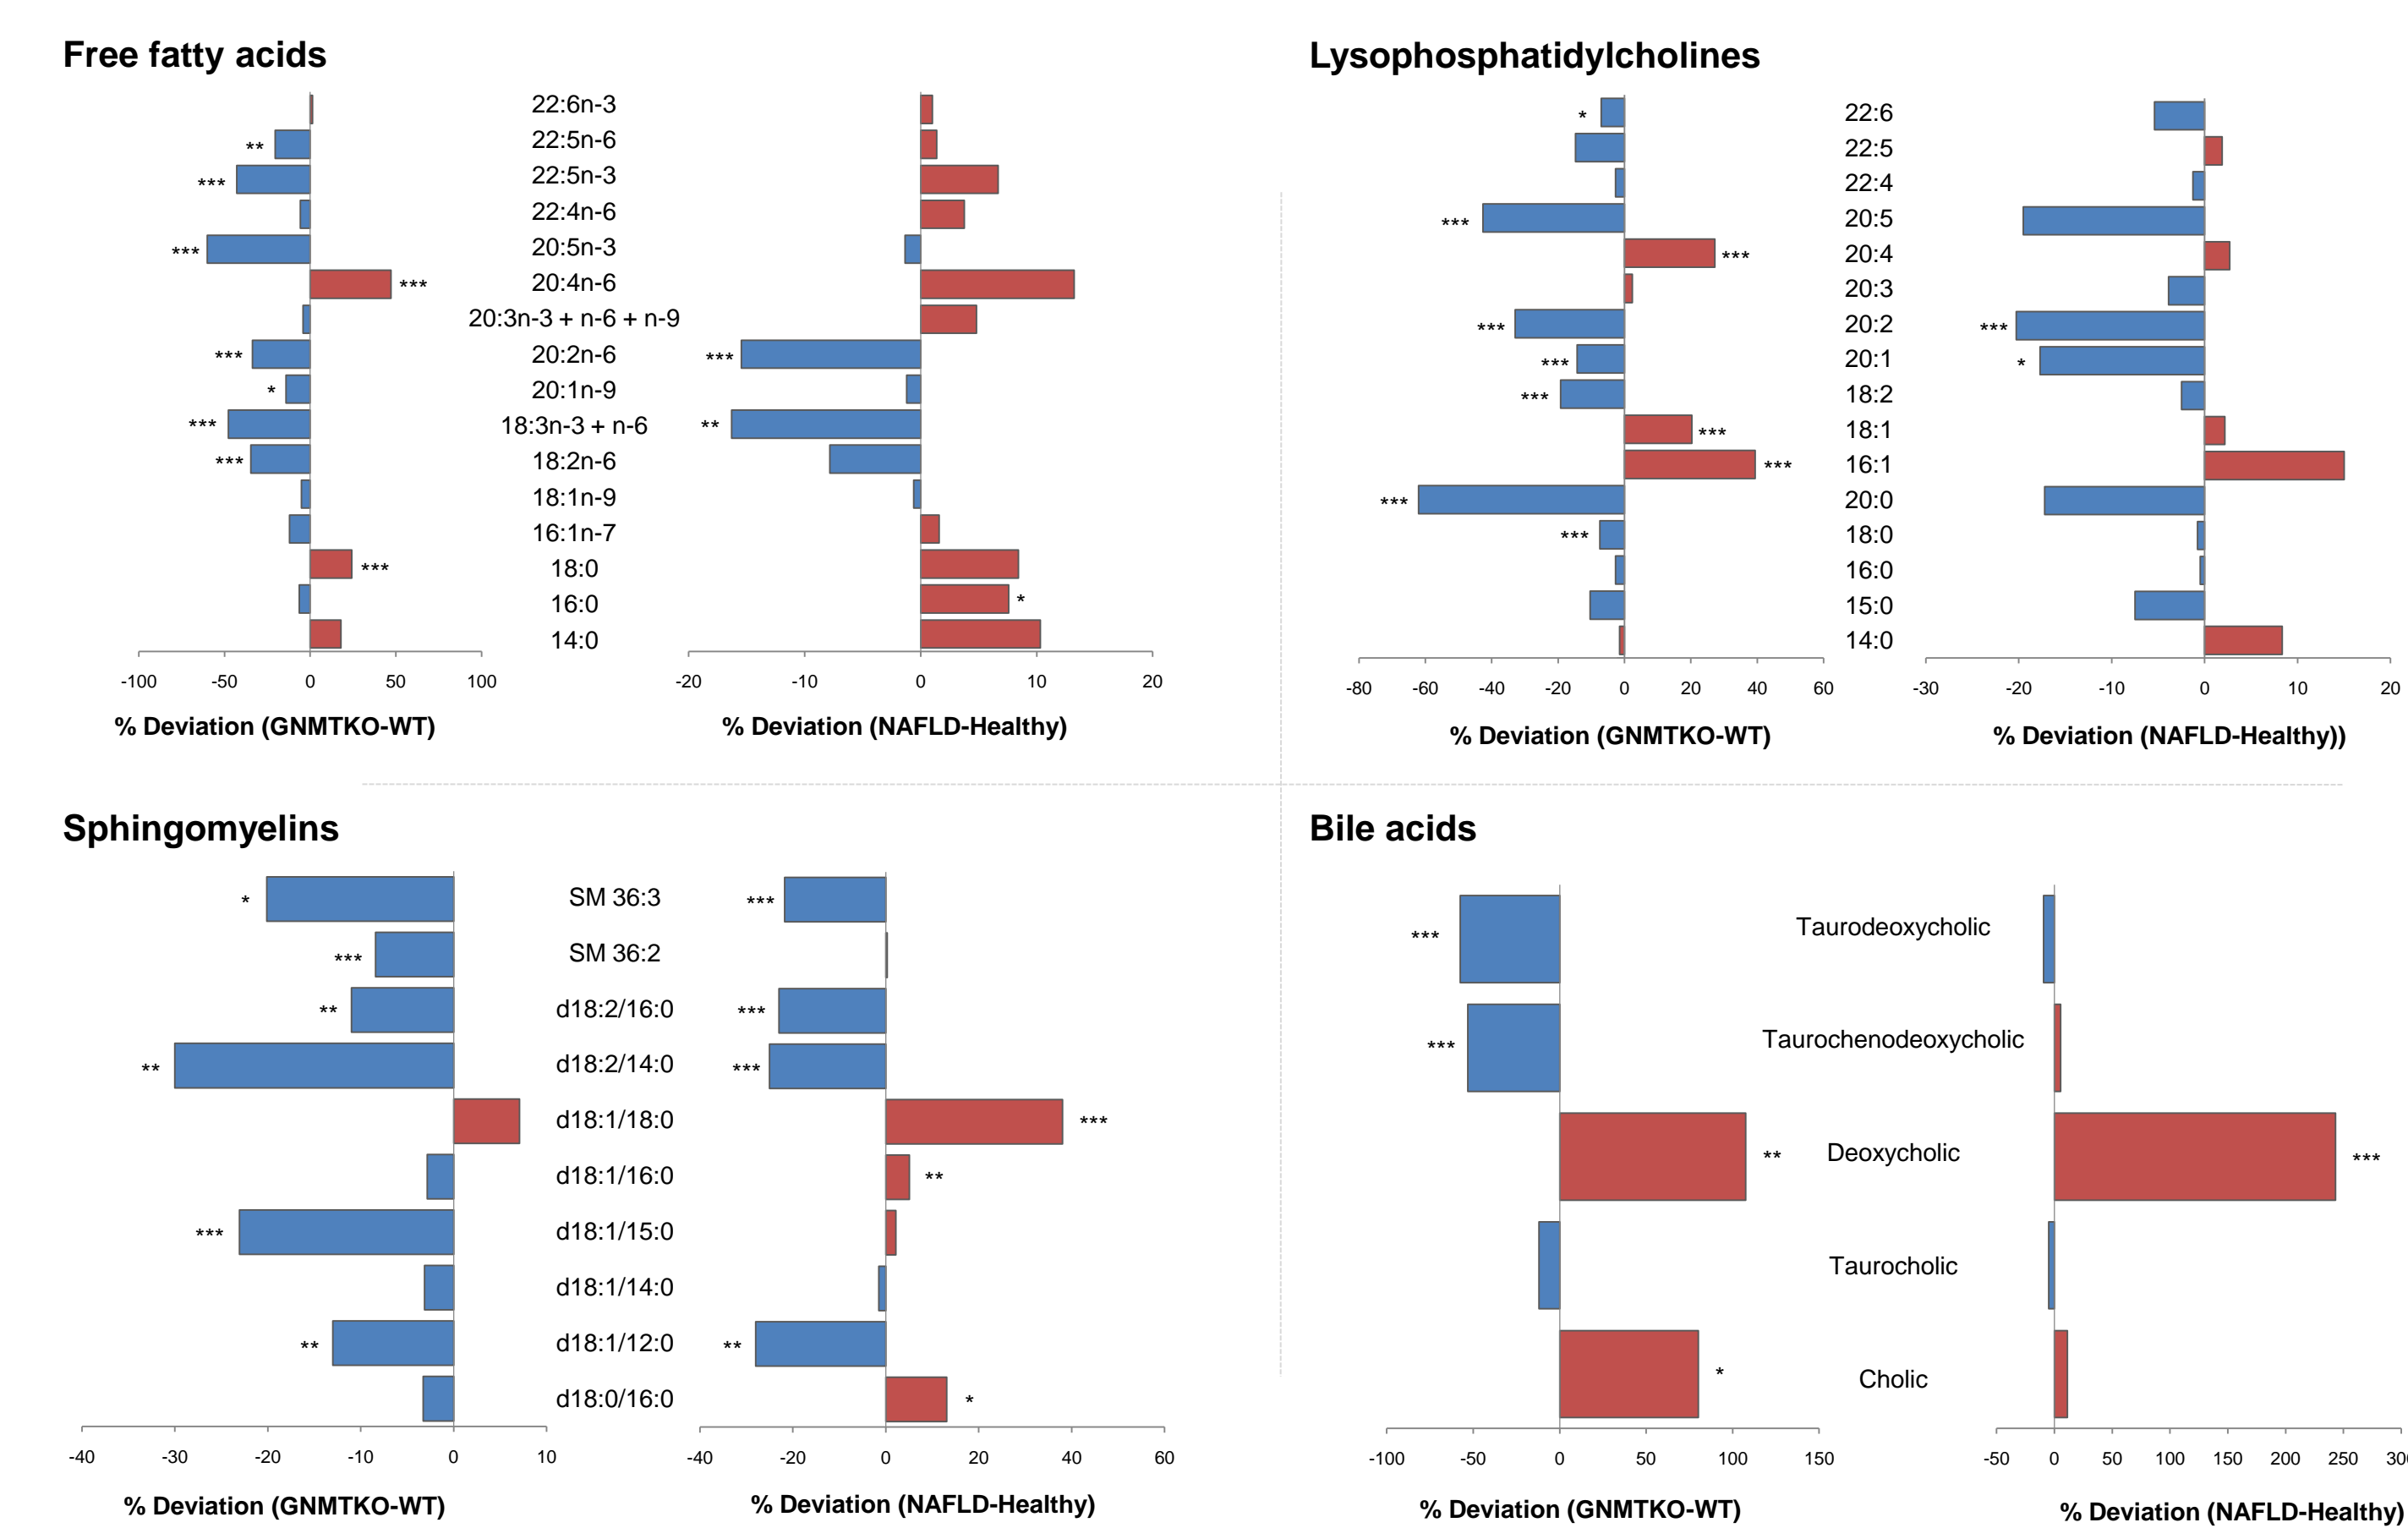 Free fatty acids
22:6n-3
** 22:5n-6
*** 22:5n-3
22:4n-6
*** 20:5n-3
*** 20:4n-6
20:3n-3 + n-6 + n-9
*** 20:2n-6 ***
* 20:1n-9
*** 18:3n-3 + n-6 **
*** 18:2n-6
18:1n-9
16:1n-7
*** 18:0
16:0 *
14:0
-100 -50 0 50 100 -20 -10 0 10 20
% Deviation (GNMTKO-WT) % Deviation (NAFLD-Healthy)
Lysophosphatidylcholines
* 22:6
22:5
22:4
*** 20:5
*** 20:4
20:3
*** 20:2 ***
*** 20:1 *
*** 18:2
*** 18:1
*** 16:1
*** 20:0
*** 18:0
16:0
15:0
14:0
-80 -60 -40 -20 0 20 40 60 -30 -20 -10 0 10 20
% Deviation (GNMTKO-WT) % Deviation (NAFLD-Healthy))
Sphingomyelins
* SM 36:3 ***
*** SM 36:2
** d18:2/16:0 ***
** d18:2/14:0 ***
d18:1/18:0 ***
d18:1/16:0 **
*** d18:1/15:0
d18:1/14:0
** d18:1/12:0 **
d18:0/16:0 *
-40 -30 -20 -10 0 10 -40 -20 0 20 40 60
% Deviation (GNMTKO-WT) % Deviation (NAFLD-Healthy)
Bile acids
*** Taurodeoxycholic
*** Taurochenodeoxycholic
** Deoxycholic ***
Taurocholic
* Cholic
-100 -50 0 50 100 150 -50 0 50 100 150 200 250
% Deviation (GNMTKO-WT) % Deviation (NAFLD-Healthy)